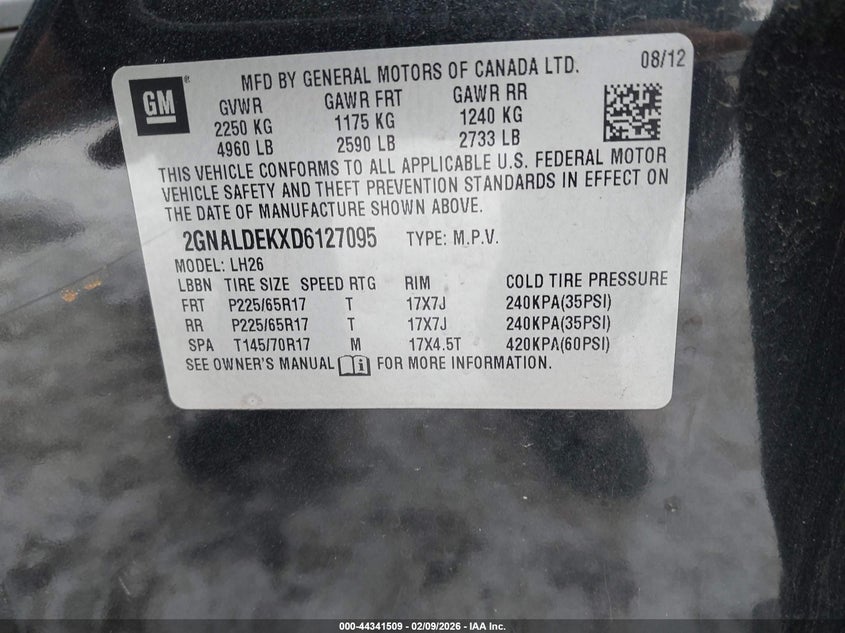 GM ®
MFD BY GENERAL MOTORS OF CANADA LTD. 08/12
GVWR GAWR FRT GAWR RR
2250 KG 1175 KG 1240 KG
4960 LB 2590 LB 2733 LB
THIS VEHICLE CONFORMS TO ALL APPLICABLE U.S. FEDERAL MOTOR
VEHICLE SAFETY AND THEFT PREVENTION STANDARDS IN EFFECT ON
THE DATE OF MANUFACTURE SHOWN ABOVE.
2GNALDEKXD6127095 TYPE: M.P.V.
MODEL: LH26
LBBN TIRE SIZE SPEED RTG RIM COLD TIRE PRESSURE
FRT P225/65R17 T 17X7J 240KPA(35PSI)
RR P225/65R17 T 17X7J 240KPA(35PSI)
SPA T145/70R17 M 17X4.5T 420KPA(60PSI)
SEE OWNER'S MANUAL i FOR MORE INFORMATION.
000-44341509 - 02/09/2026 - IAA Inc.